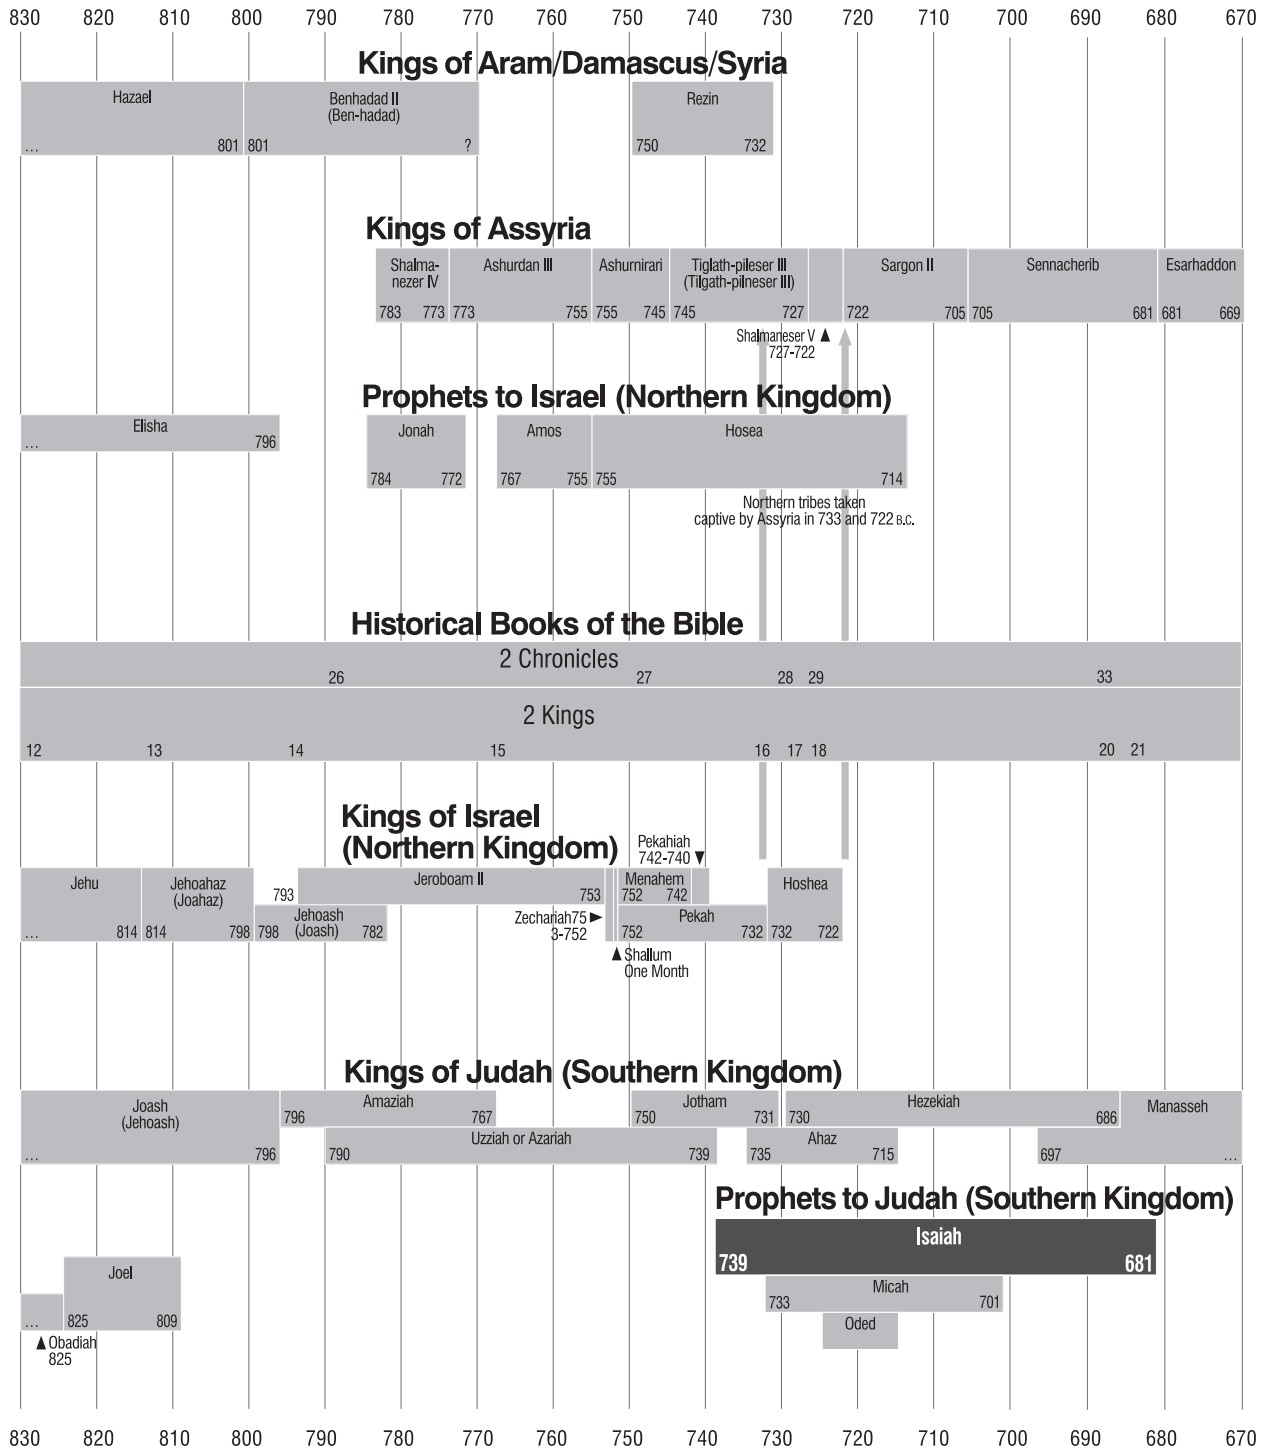 830 820 810 800 790 780 770 760 750 740 730 720 710 700 690 680 670
Kings of Aram/Damascus/Syria
Hazael
... 801
Benhadad II
(Ben-hadad)
801 ?
Rezin
750 732
Kings of Assyria
Shalma-
nezer IV
783 773
Ashurdan III
773 755
Ashurnirari
755 745
Tiglath-pileser III
(Tilgath-pilneser III)
745 727
Sargon II
722 705
Sennacherib
705 681
Esarhaddon
681 669
Shalmaneser V ▲
727-722
Prophets to Israel (Northern Kingdom)
Elisha
... 796
Jonah
784 772
Amos
767 755
Hosea
755 714
Northern tribes taken
captive by Assyria in 733 and 722 B.C.
Historical Books of the Bible
2 Chronicles
26 27 28 29 33
2 Kings
12 13 14 15 16 17 18 20 21
Kings of Israel
(Northern Kingdom)
Pekahiah
742-740 ▼
Jehu
... 814
Jehoahaz
(Joahaz)
814 798
Jeroboam II
793 753
Jehoash
(Joash)
798 782
Zechariah75 ►
3-752
▲ Shallum
One Month
Menahem
752 742
Pekah
752 732
Hoshea
732 722
Kings of Judah (Southern Kingdom)
Joash
(Jehoash)
... 796
Amaziah
796 767
Uzziah or Azariah
790 739
Jotham
750 731
Ahaz
735 715
Hezekiah
730 686
Manasseh
697 ...
Prophets to Judah (Southern Kingdom)
Isaiah
739 681
Joel
825 809
...
▲ Obadiah
825
Micah
733 701
Oded
830 820 810 800 790 780 770 760 750 740 730 720 710 700 690 680 670